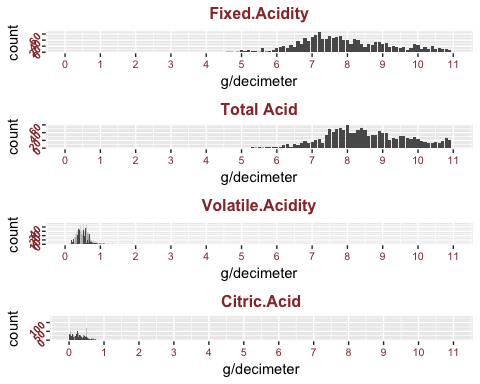 Fixed.Acidity
count
0 1 2 3 4 5 6 7 8 9 10 11
g/decimeter
Total Acid
count
0 1 2 3 4 5 6 7 8 9 10 11
g/decimeter
Volatile.Acidity
count
0 1 2 3 4 5 6 7 8 9 10 11
g/decimeter
Citric.Acid
count
0 1 2 3 4 5 6 7 8 9 10 11
g/decimeter